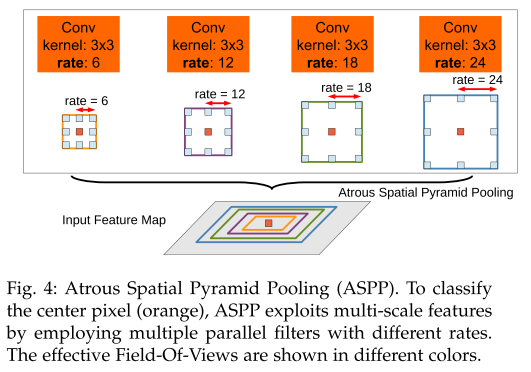 Conv
kernel: 3x3
rate: 6
Conv
kernel: 3x3
rate: 12
Conv
kernel: 3x3
rate: 18
Conv
kernel: 3x3
rate: 24
rate = 6
rate = 12
rate = 18
rate = 24
Atrous Spatial Pyramid Pooling
Input Feature Map
Fig. 4: Atrous Spatial Pyramid Pooling (ASPP). To classify
the center pixel (orange), ASPP exploits multi-scale features
by employing multiple parallel filters with different rates.
The effective Field-Of-Views are shown in different colors.